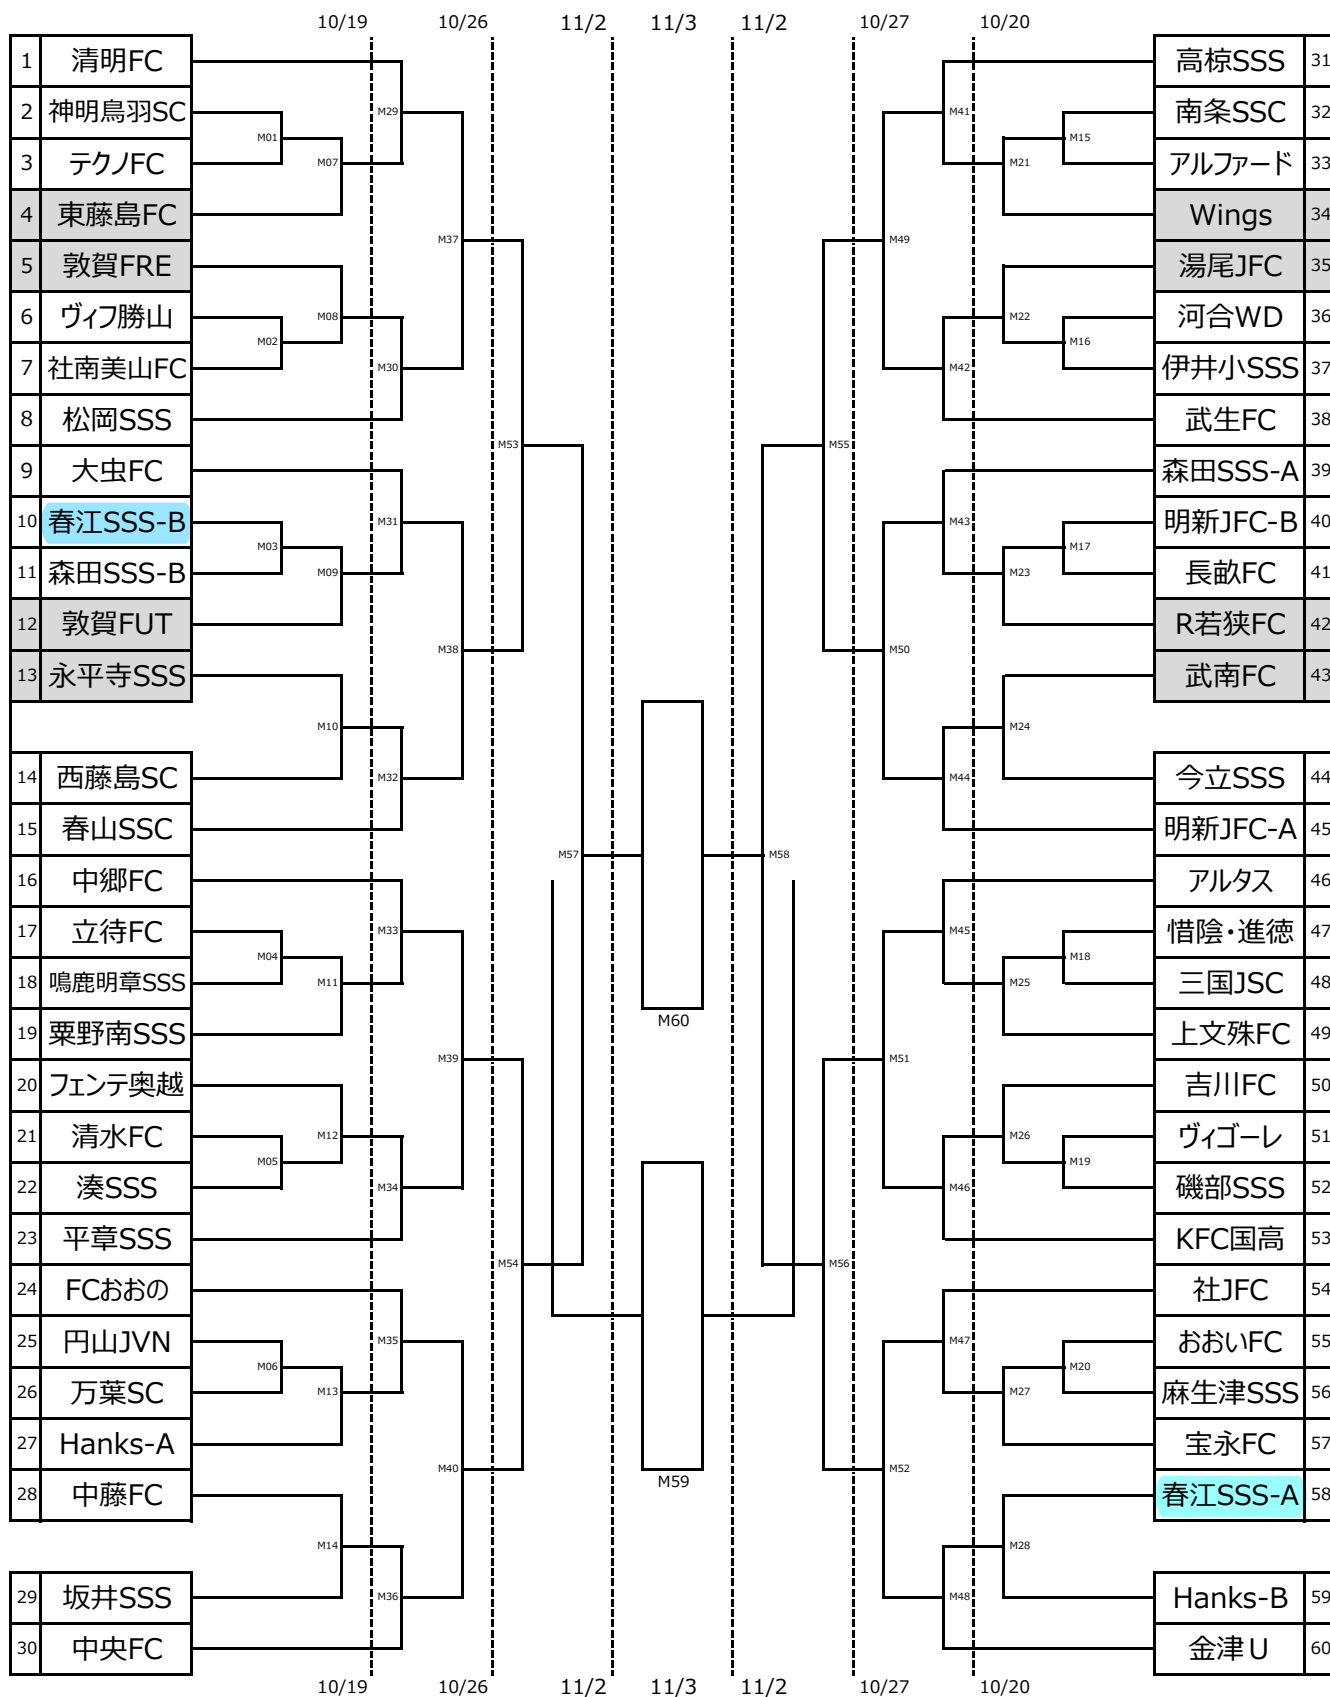 10/19 10/26 11/2 11/3 11/2 10/27 10/20
1 清明FC
2 神明鳥羽SC
3 テクノFC
4 東藤島FC
5 敦賀FRE
6 ヴィフ勝山
7 社南美山FC
8 松岡SSS
9 大虫FC
10 春江SSS-B
11 森田SSS-B
12 敦賀FUT
13 永平寺SSS
14 西藤島SC
15 春山SSC
16 中郷FC
17 立待FC
18 鳴鹿明章SSS
19 粟野南SSS
20 フェンテ奥越
21 清水FC
22 湊SSS
23 平章SSS
24 FCおおの
25 円山JVN
26 万葉SC
27 Hanks-A
28 中藤FC
29 坂井SSS
30 中央FC
M01
M02
M03
M04
M05
M06
M07
M08
M09
M10
M11
M12
M13
M14
M29
M30
M31
M32
M33
M34
M35
M36
M37
M38
M39
M40
M53
M54
M57
M60
M59
M58
M55
M56
M49
M50
M51
M52
M41
M42
M43
M44
M45
M46
M47
M48
M21
M22
M23
M24
M25
M26
M27
M28
M15
M16
M17
M18
M19
M20
高椋SSS 31
南条SSC 32
アルファード 33
Wings 34
湯尾JFC 35
河合WD 36
伊井小SSS 37
武生FC 38
森田SSS-A 39
明新JFC-B 40
長畝FC 41
R若狭FC 42
武南FC 43
今立SSS 44
明新JFC-A 45
アルタス 46
惜陰・進徳 47
三国JSC 48
上文殊FC 49
吉川FC 50
ヴィゴーレ 51
磯部SSS 52
KFC国高 53
社JFC 54
おおいFC 55
麻生津SSS 56
宝永FC 57
春江SSS-A 58
Hanks-B 59
金津U 60
10/19 10/26 11/2 11/3 11/2 10/27 10/20